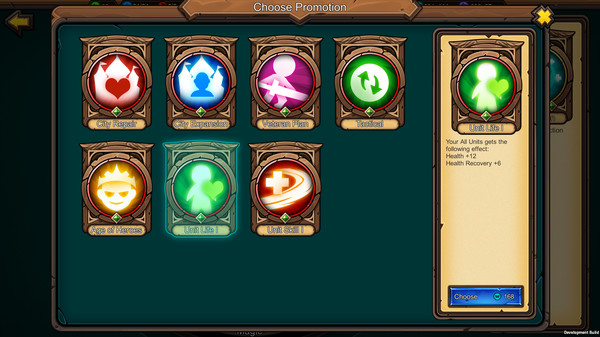 Choose Promotion
City Repair
City Expansion
Veteran Plan
Tactical
Age of Heroes
Unit Life I
Unit Skill I
Unit Life I
Your All Units gets the
following effect:
Health +12
Health Recovery +6
Choose 168
Development Build